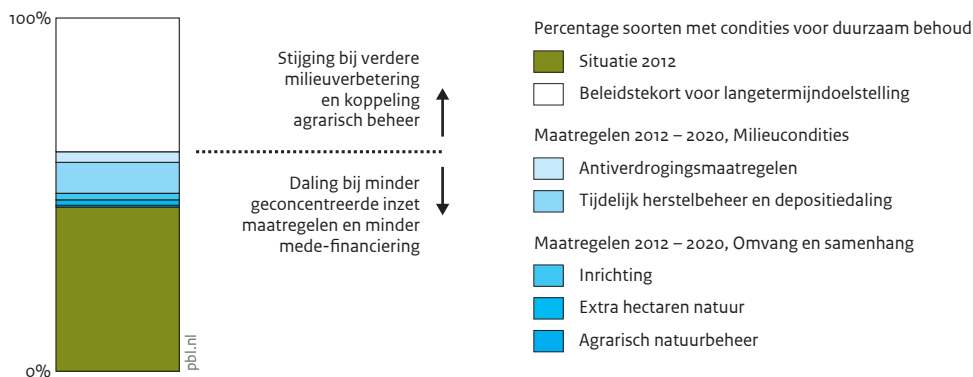 100%
Stijging bij verdere
milieuverbetering
en koppeling
agrarisch beheer
Daling bij minder
geconcentreerde inzet
maatregelen en minder
mede-financiering
0%
pbl.nl
Percentage soorten met condities voor duurzaam behoud
Situatie 2012
Beleidstekort voor langetermijndoelstelling
Maatregelen 2012 – 2020, Milieucondities
Antiverdrogingsmaatregelen
Tijdelijk herstelbeheer en depositiedaling
Maatregelen 2012 – 2020, Omvang en samenhang
Inrichting
Extra hectaren natuur
Agrarisch natuurbeheer